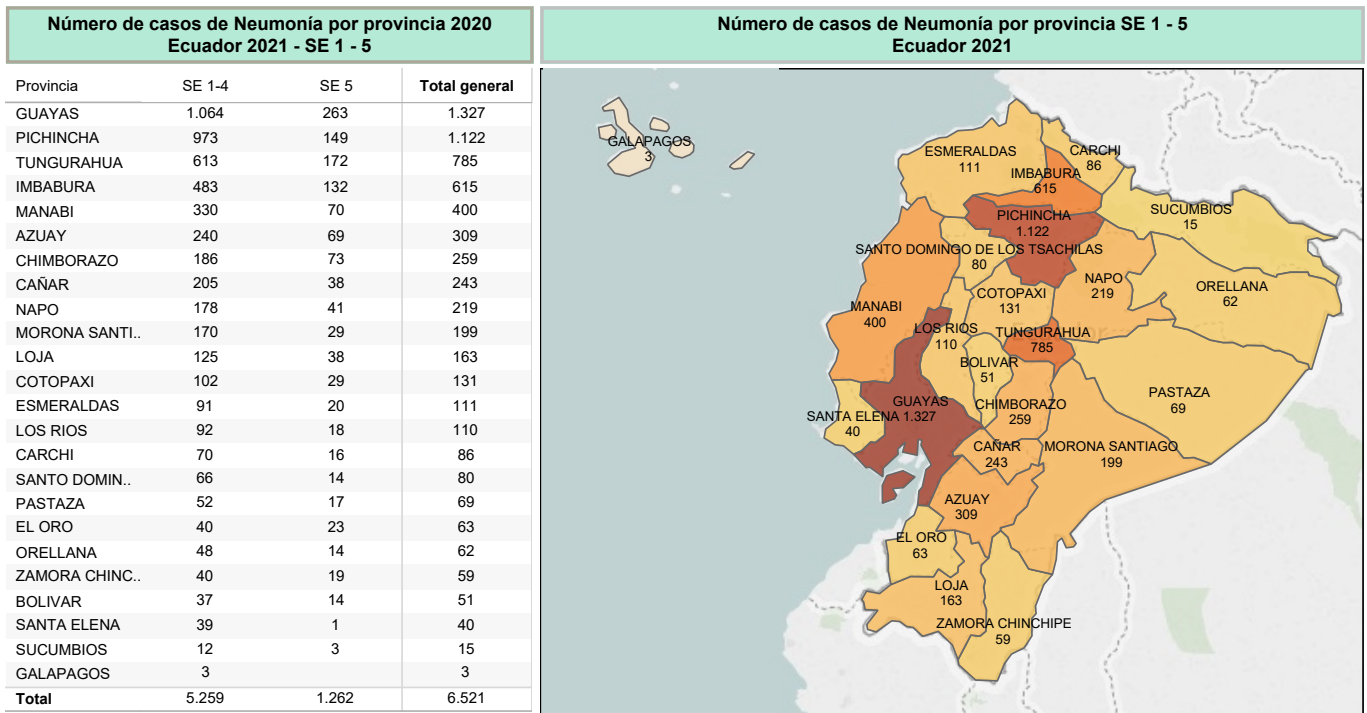 Número de casos de Neumonía por provincia 2020
Ecuador 2021 - SE 1 - 5
Provincia SE 1-4 SE 5 Total general
GUAYAS 1.064 263 1.327
PICHINCHA 973 149 1.122
TUNGURAHUA 613 172 785
IMBABURA 483 132 615
MANABI 330 70 400
AZUAY 240 69 309
CHIMBORAZO 186 73 259
CAÑAR 205 38 243
NAPO 178 41 219
MORONA SANTI.. 170 29 199
LOJA 125 38 163
COTOPAXI 102 29 131
ESMERALDAS 91 20 111
LOS RIOS 92 18 110
CARCHI 70 16 86
SANTO DOMIN.. 66 14 80
PASTAZA 52 17 69
EL ORO 40 23 63
ORELLANA 48 14 62
ZAMORA CHINC.. 40 19 59
BOLIVAR 37 14 51
SANTA ELENA 39 1 40
SUCUMBIOS 12 3 15
GALAPAGOS 3 3
Total 5.259 1.262 6.521
Número de casos de Neumonía por provincia SE 1 - 5
Ecuador 2021
GALAPAGOS
3
ESMERALDAS
111
CARCHI
86
IMBABURA
615
SUCUMBIOS
15
PICHINCHA
1.122
SANTO DOMINGO DE LOS TSACHILAS
80
NAPO
219
ORELLANA
62
COTOPAXI
131
MANABI
400
LOS RIOS
110
TUNGURAHUA
785
BOLIVAR
51
PASTAZA
69
GUAYAS
1.327
CHIMBORAZO
259
SANTA ELENA
40
CAÑAR
243
MORONA SANTIAGO
199
AZUAY
309
EL ORO
63
LOJA
163
ZAMORA CHINCHIPE
59